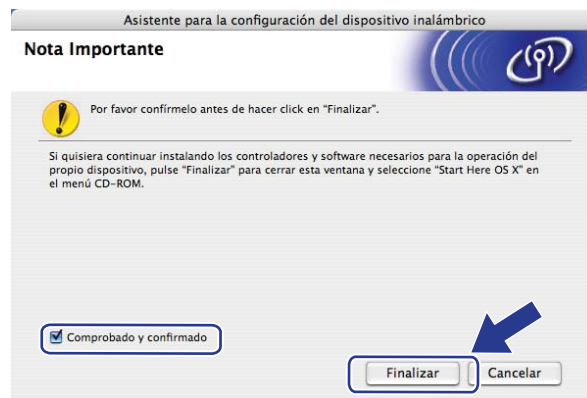 Asistente para la configuración del dispositivo inalámbrico
Nota Importante
Por favor confírmelo antes de hacer click en “Finalizar”.
Si quisiera continuar instalando los controladores y software necesarios para la operación del
propio dispositivo, pulse “Finalizar” para cerrar esta ventana y seleccione “Start Here OS X” en
el menú CD-ROM.
Comprobado y confirmado
Finalizar
Cancelar